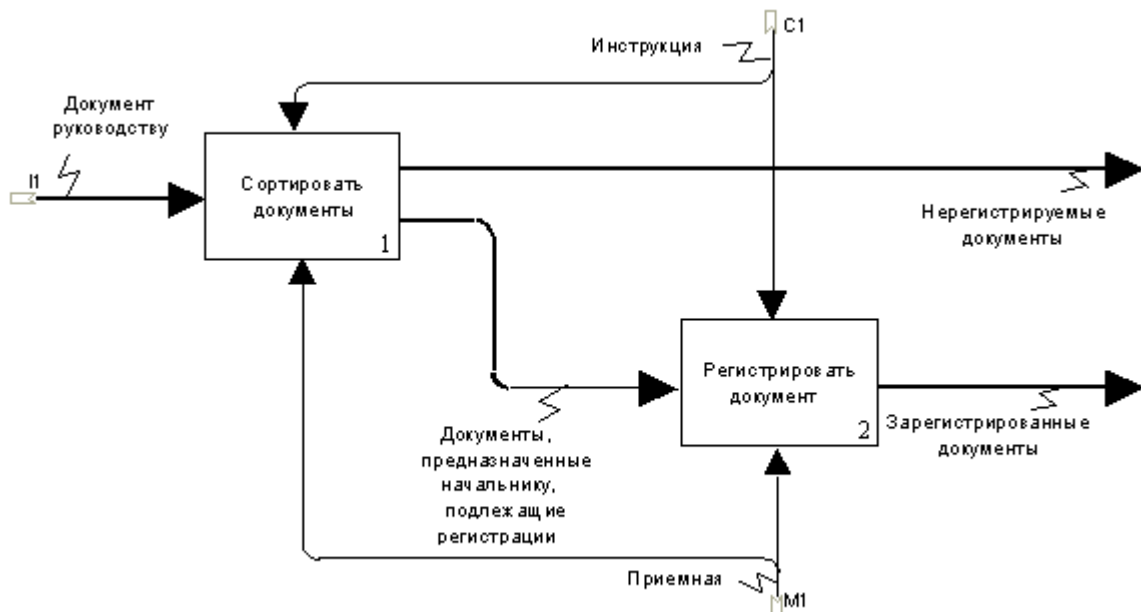 C1
Инструкция
Документ
руководству
I1
Сортировать
документы
1
Нерегистрируемые
документы
Регистрировать
документ
2
Зарегистрированные
документы
Документы,
предназначенные
начальнику,
подлежащие
регистрации
Приемная
M1